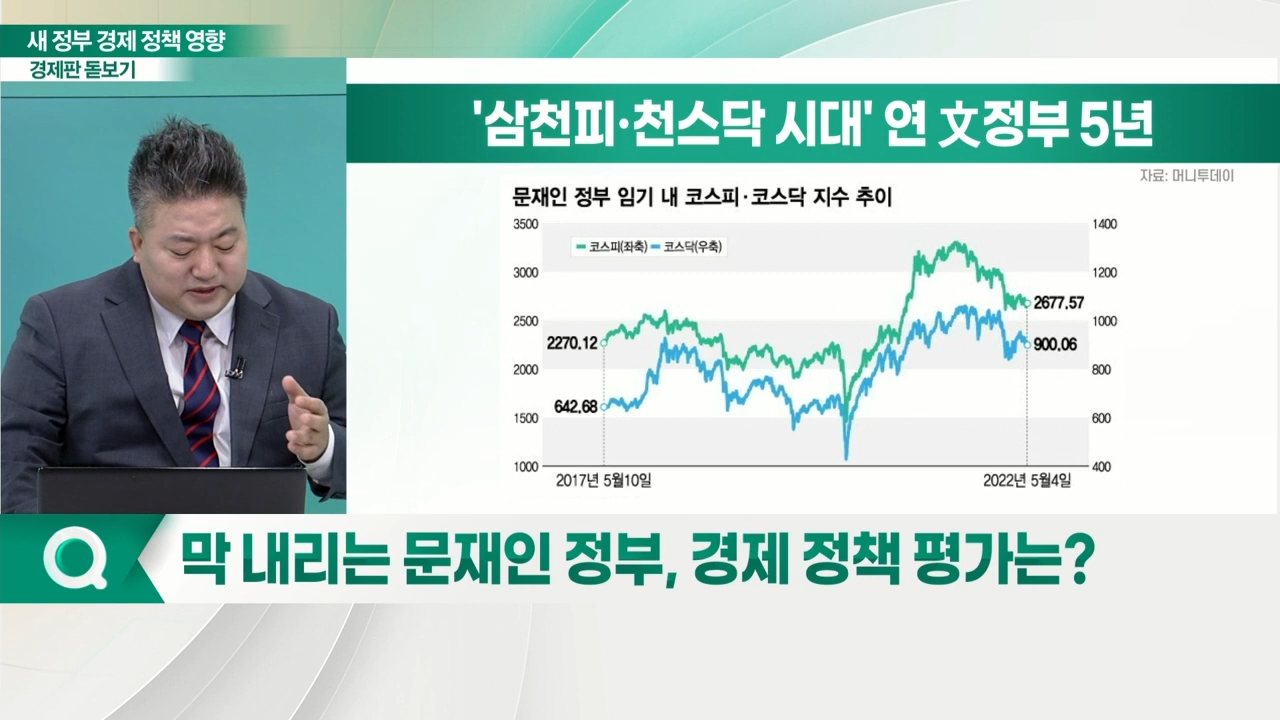 새 정부 경제 정책 영향
경제판 돋보기
'삼천피·천스닥 시대' 연 文정부 5년
자료: 머니투데이
문재인 정부 임기 내 코스피·코스닥 지수 추이
3500
3000
2500
2000
1500
1000
코스피(좌축) 코스닥(우축)
1400
1200
1000
800
600
400
2270.12
642.68
2677.57
900.06
2017년 5월10일
2022년 5월4일
Q
막 내리는 문재인 정부, 경제 정책 평가는?